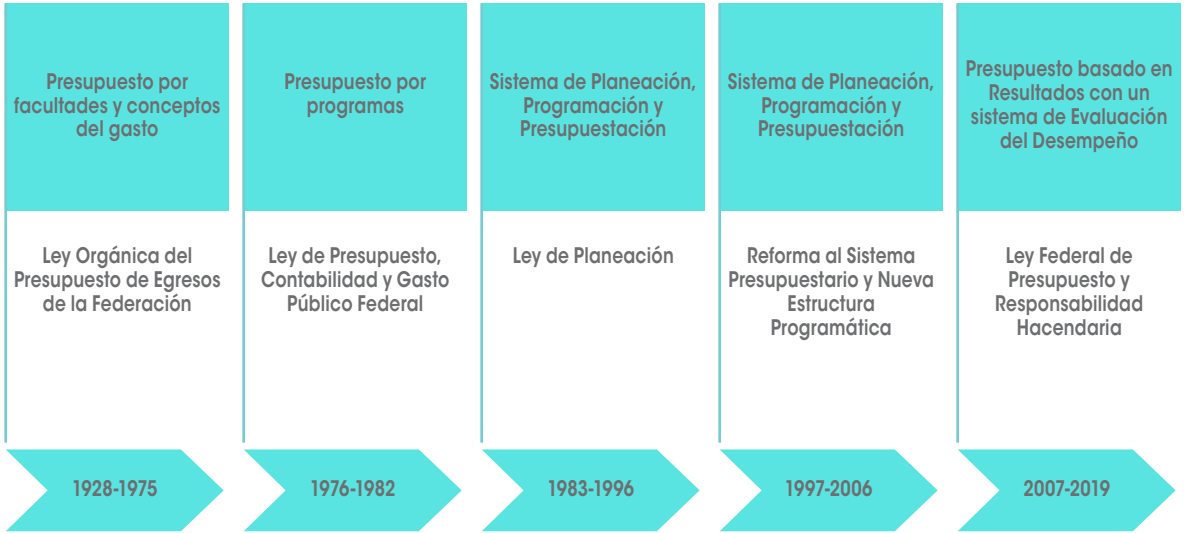 Presupuesto por
facultades y conceptos
del gasto
Presupuesto por
programas
Sistema de Planeación,
Programación y
Presupuestación
Sistema de Planeación,
Programación y
Presupuestación
Presupuesto basado en
Resultados con un
sistema de Evaluación
del Desempeño
Ley Orgánica del
Presupuesto de Egresos
de la Federación
Ley de Presupuesto,
Contabilidad y Gasto
Público Federal
Ley de Planeación
Reforma al Sistema
Presupuestario y Nueva
Estructura
Programática
Ley Federal de
Presupuesto y
Responsabilidad
Hacendaria
1928-1975
1976-1982
1983-1996
1997-2006
2007-2019